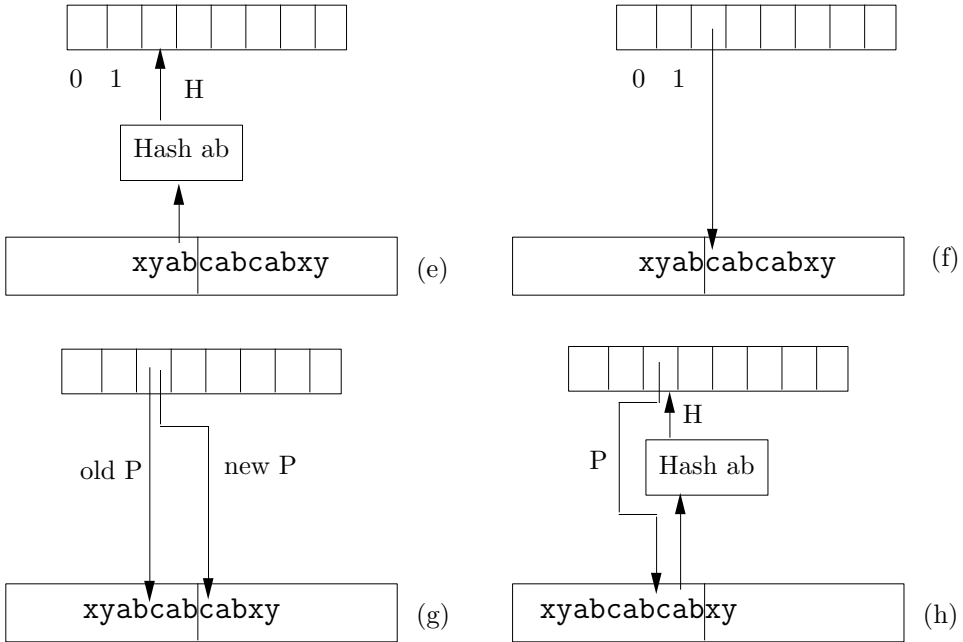 0 1
H
Hash ab
xyabcabcabxy
(e)
0 1
xyabcabcabxy
(f)
old P
new P
xyabcabcabxy
(g)
H
P
Hash ab
xyabcabcabxy
(h)